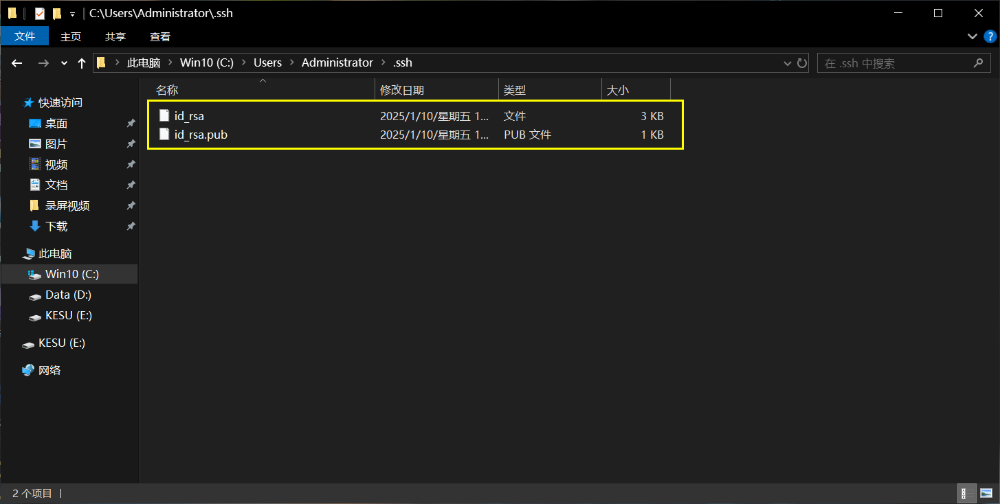 C:\Users\Administrator\.ssh
文件 主页 共享 查看
此电脑 Win10 (C:) Users Administrator .ssh
在 .ssh 中搜索
名称 修改日期 类型 大小
id_rsa 2025/1/10/星期五 1... 文件 3 KB
id_rsa.pub 2025/1/10/星期五 1... PUB 文件 1 KB
快速访问
桌面
图片
视频
文档
录屏视频
下载
此电脑
Win10 (C:)
Data (D:)
KESU (E:)
KESU (E:)
网络
2 个项目